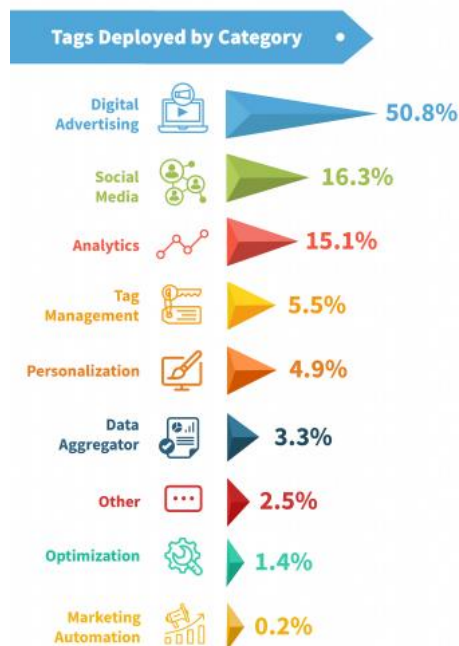 Tags Deployed by Category
Digital
Advertising
50.8%
Social
Media
16.3%
Analytics
15.1%
Tag
Management
5.5%
Personalization
4.9%
Data
Aggregator
3.3%
Other
2.5%
Optimization
1.4%
Marketing
Automation
0.2%